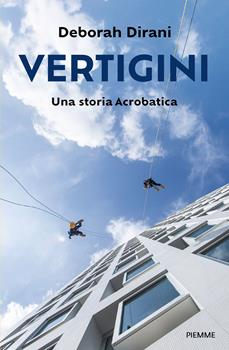 Deborah Dirani
VERTIGINI
Una storia Acrobatica
PIEMME